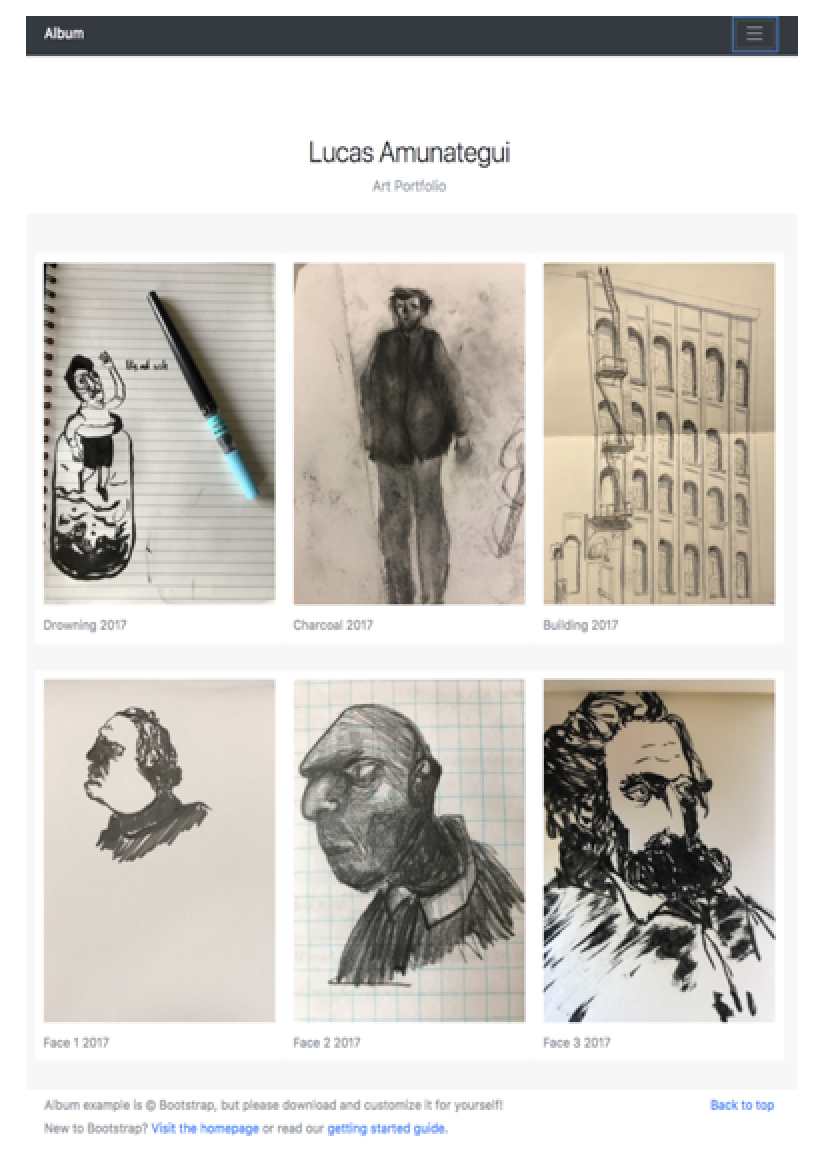 Album
Lucas Amunategui
Art Portfolio
Drowning 2017
Charcoal 2017
Building 2017
Face 1 2017
Face 2 2017
Face 3 2017
Album example is © Bootstrap, but please download and customize it for yourself!
Back to top
New to Bootstrap? Visit the homepage or read our getting started guide.